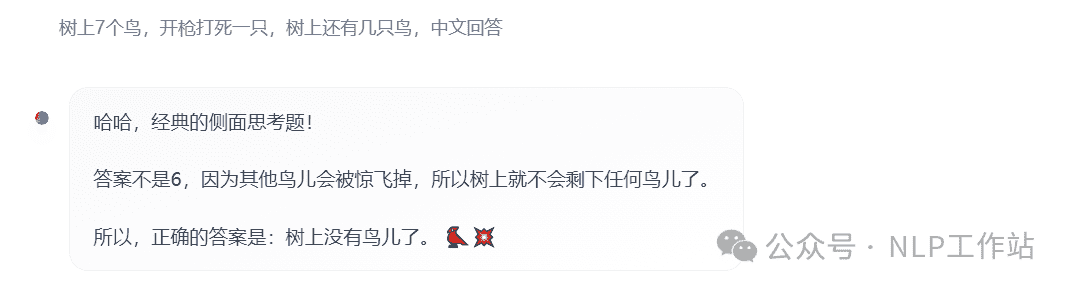 树上7个鸟，开枪打死一只，树上还有几只鸟，中文回答
哈哈，经典的侧面思考题！
答案不是6，因为其他鸟儿会被惊飞掉，所以树上就不会剩下任何鸟儿了。
所以，正确的答案是：树上没有鸟儿了。
公众号 · NLP工作站